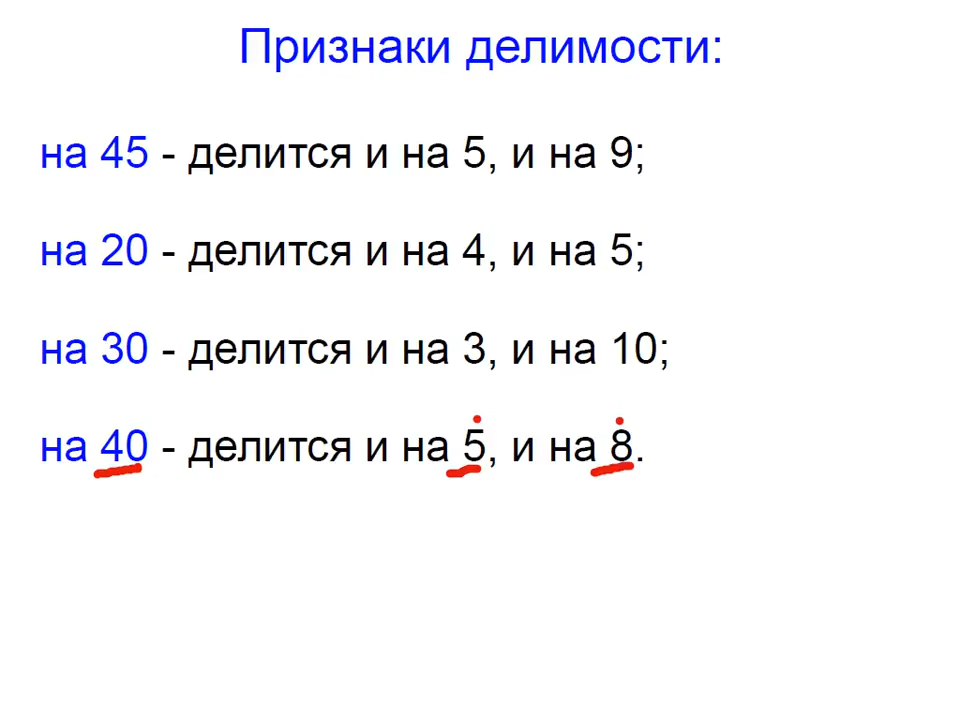 Признаки делимости:
на 45 - делится и на 5, и на 9;
на 20 - делится и на 4, и на 5;
на 30 - делится и на 3, и на 10;
на 40 - делится и на 5, и на 8.